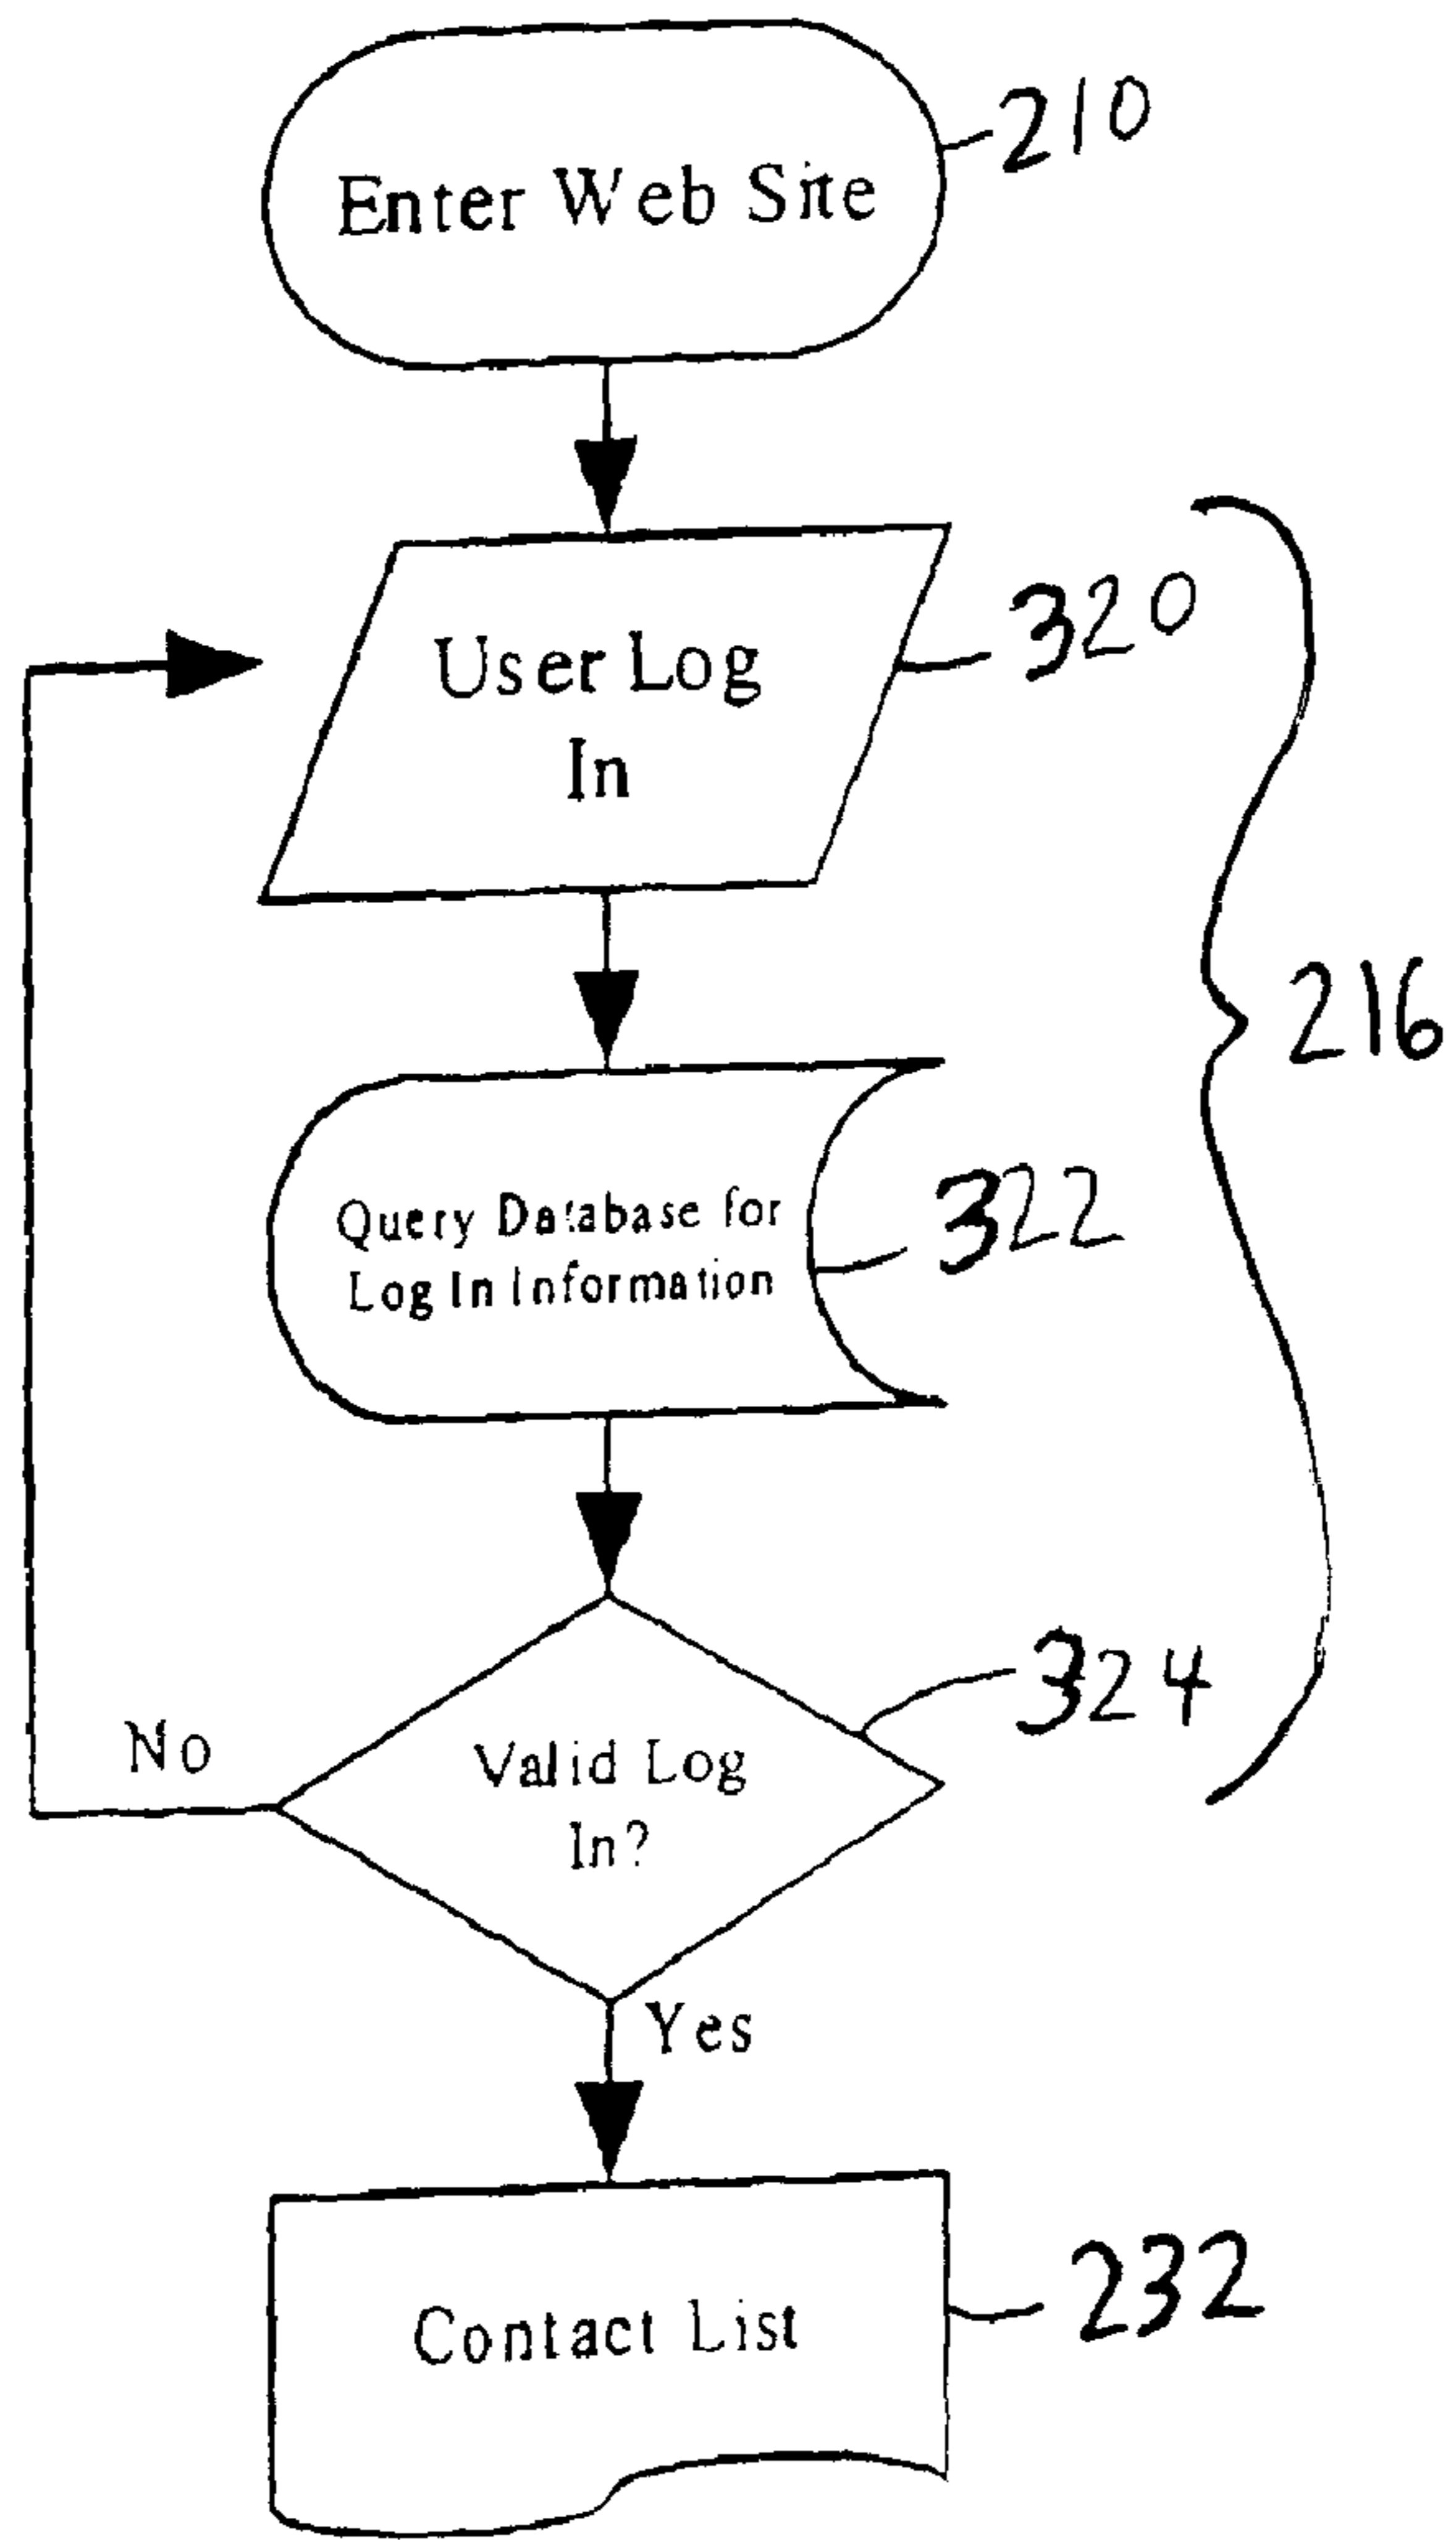 Enter Web Site
210
User Log
In
320
216
Query Database for
Log In Information
322
Valid Log
In?
324
No
Yes
Contact List
232